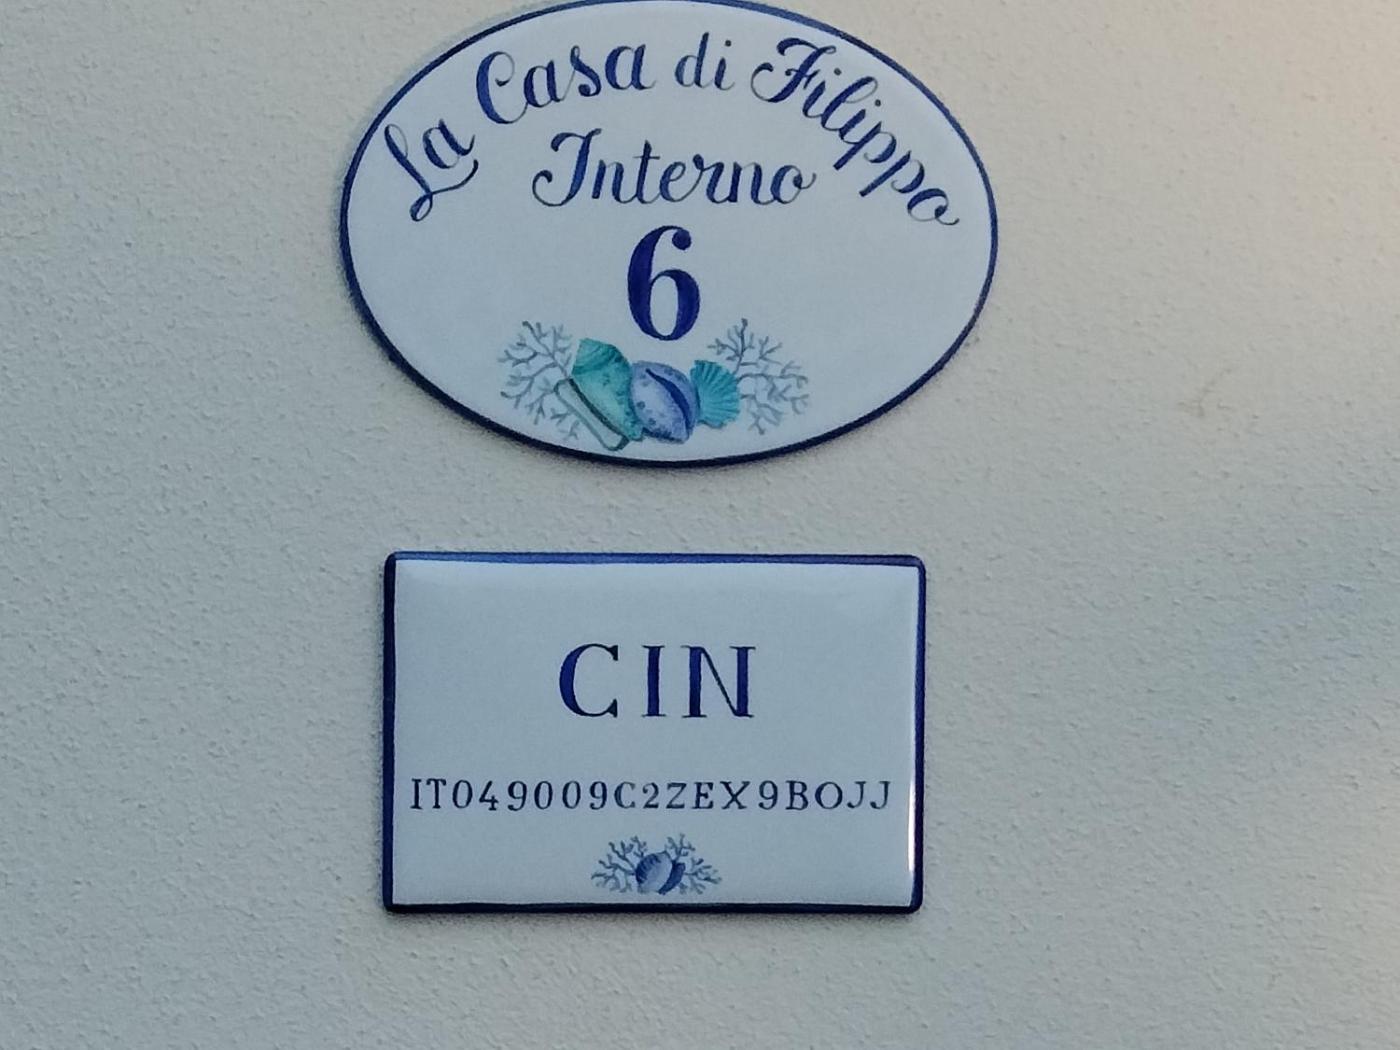 La Casa di Filippo
Interno
6
CIN
IT049009C2ZEX9BOJJ